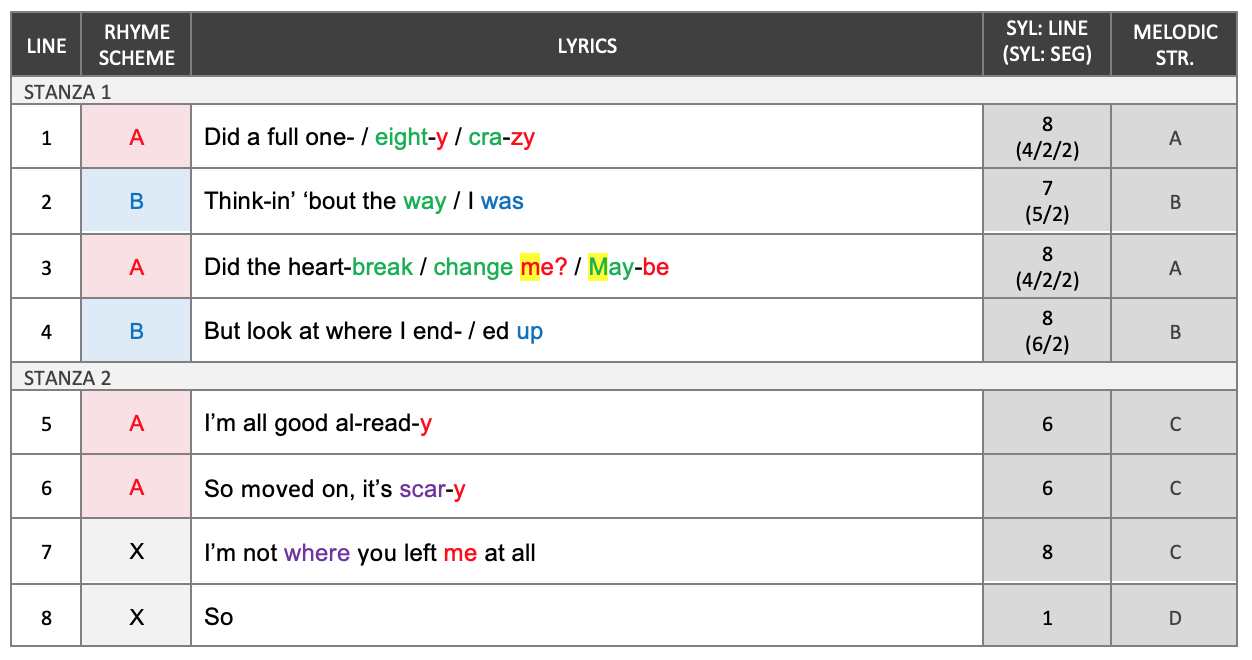 LINE RHYME SCHEME LYRICS SYL: LINE (SYL: SEG) MELODIC STR.
STANZA 1
1 A Did a full one- / eight-y / cra-zy 8 (4/2/2) A
2 B Think-in’ ‘bout the way / I was 7 (5/2) B
3 A Did the heart-break / change me? / May-be 8 (4/2/2) A
4 B But look at where I end- / ed up 8 (6/2) B
STANZA 2
5 A I’m all good al-read-y 6 C
6 A So moved on, it’s scar-y 6 C
7 X I’m not where you left me at all 8 C
8 X So 1 D